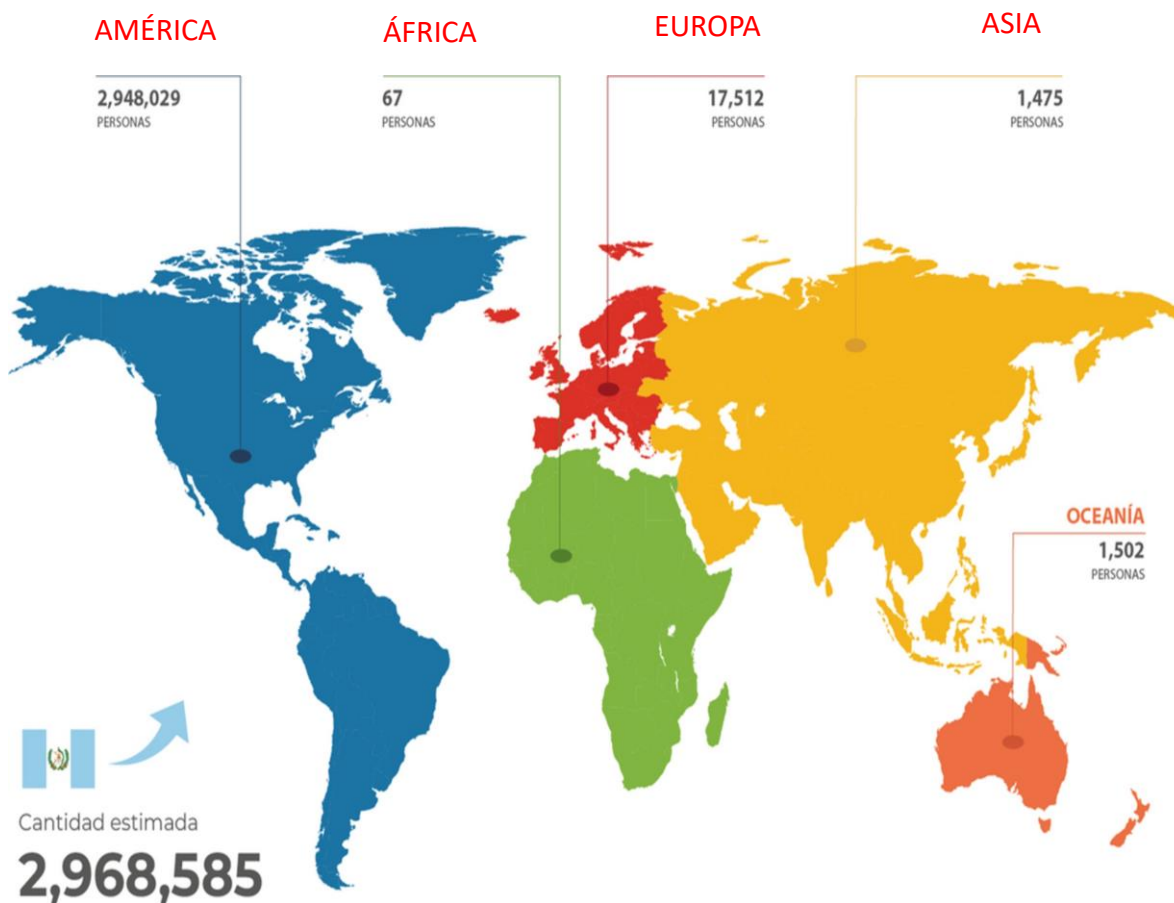 AMÉRICA
ÁFRICA
EUROPA
ASIA
2,948,029
PERSONAS
67
PERSONAS
17,512
PERSONAS
1,475
PERSONAS
OCEANÍA
1,502
PERSONAS
Cantidad estimada
2,968,585